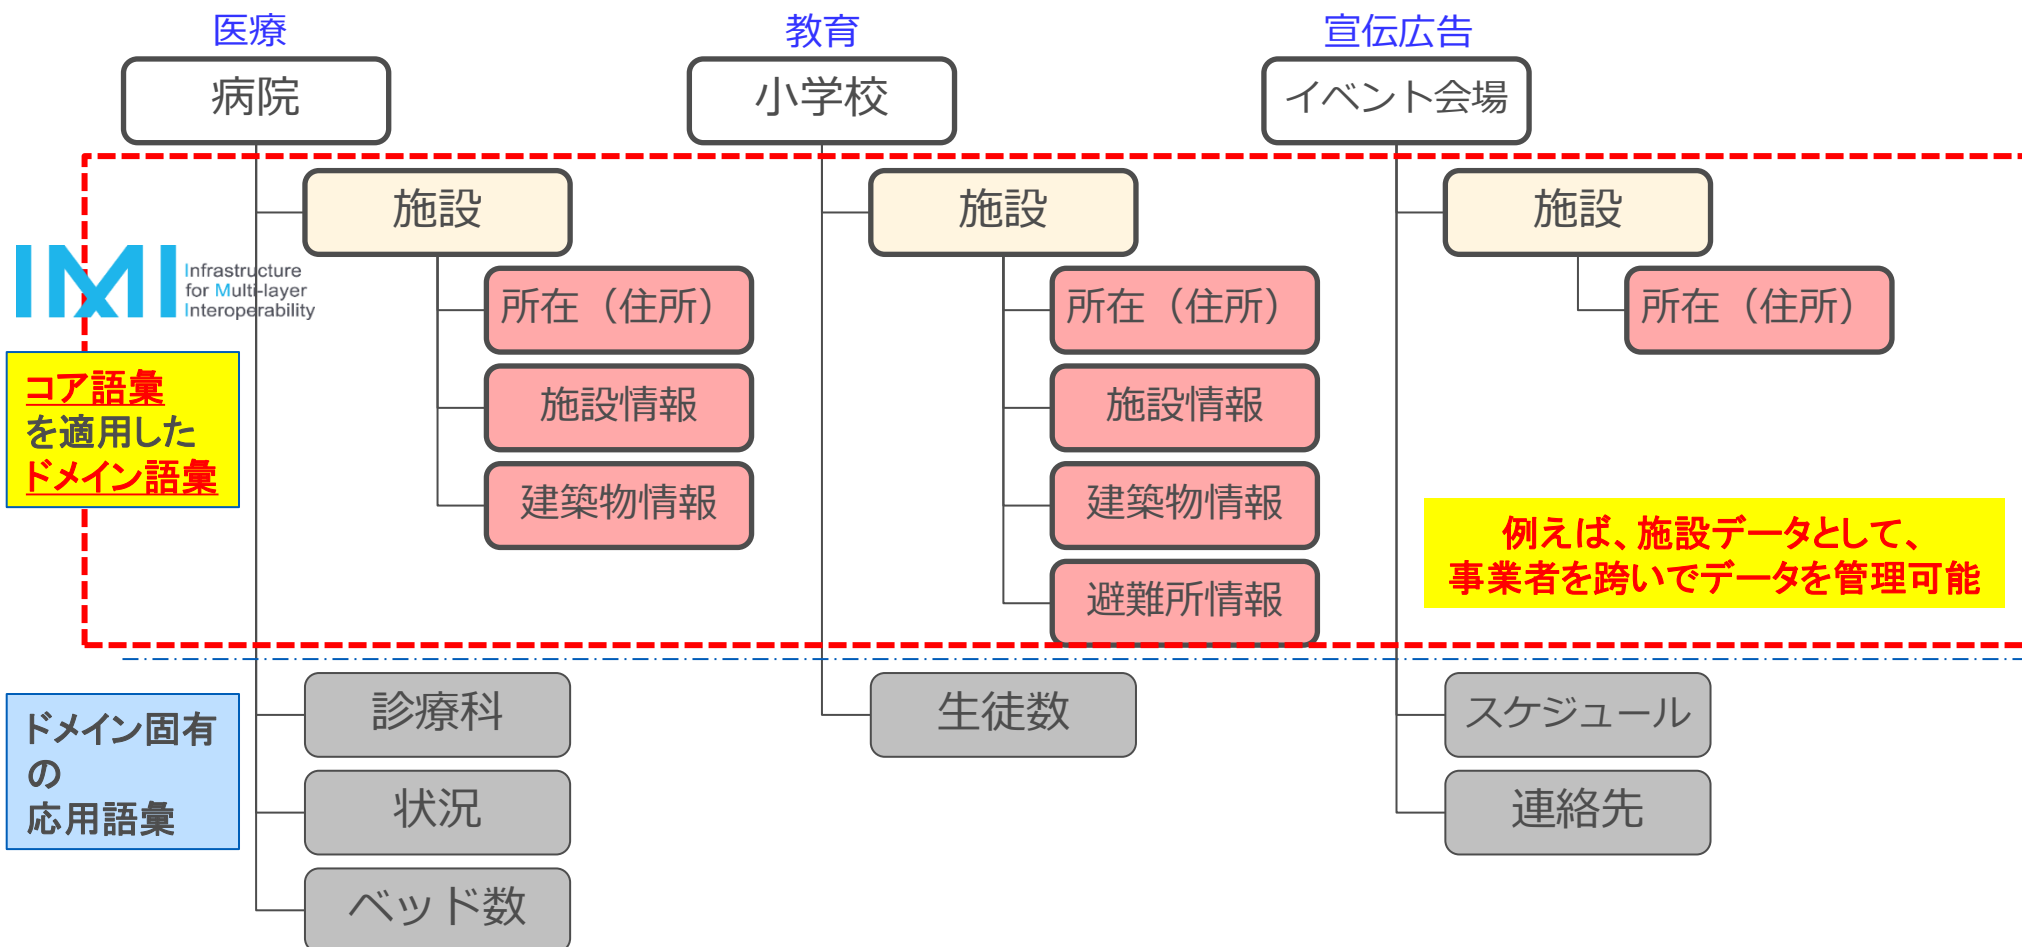 医療
教育
宣伝広告
病院
小学校
イベント会場
施設
施設
施設
IMI
Infrastructure
for Multi-layer
Interoperability
所在（住所）
所在（住所）
所在（住所）
コア語彙
を適用した
ドメイン語彙
施設情報
施設情報
建築物情報
建築物情報
例えば、施設データとして、
事業者を跨いでデータを管理可能
避難所情報
ドメイン固有
の
応用語彙
診療科
生徒数
スケジュール
状況
連絡先
ベッド数